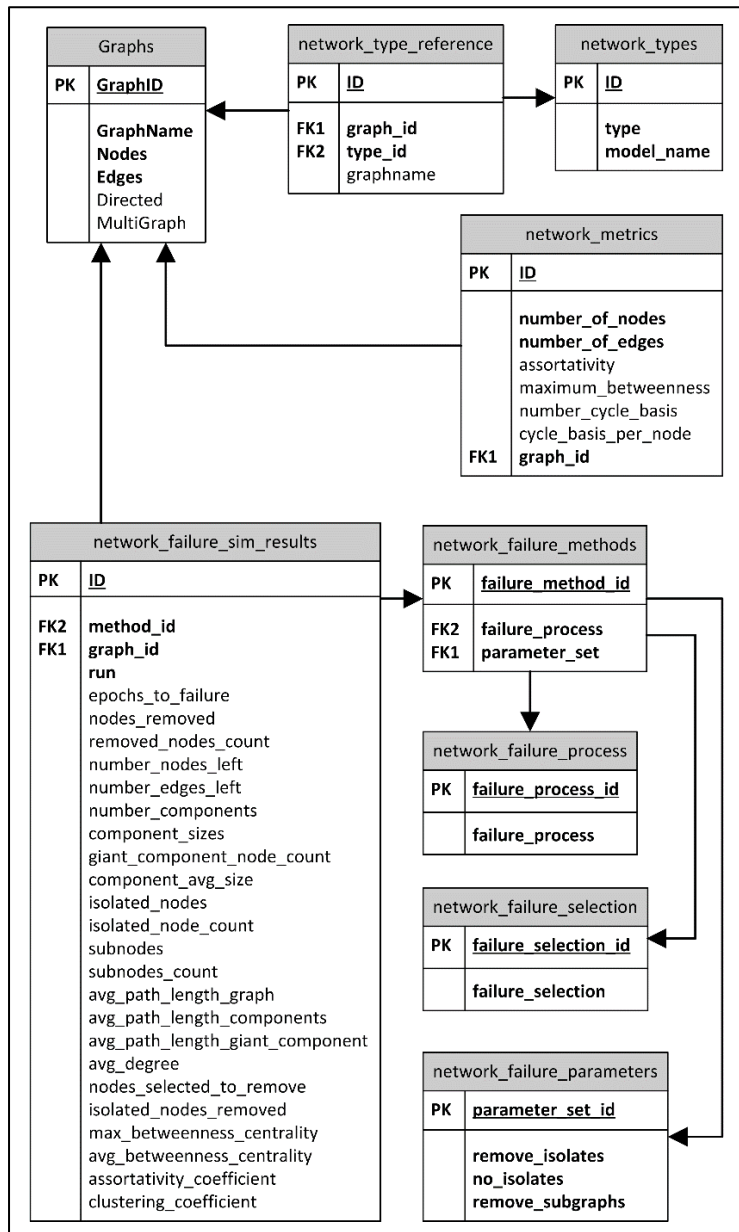 Graphs
PK GraphID
GraphName
Nodes
Edges
Directed
MultiGraph
network_type_reference
PK ID
FK1 graph_id
FK2 type_id
graphname
network_types
PK ID
type
model_name
network_metrics
PK ID
number_of_nodes
number_of_edges
assortativity
maximum_betweenness
number_cycle_basis
cycle_basis_per_node
FK1 graph_id
network_failure_sim_results
PK ID
FK2 method_id
FK1 graph_id
run
epochs_to_failure
nodes_removed
removed_nodes_count
number_nodes_left
number_edges_left
number_components
component_sizes
giant_component_node_count
component_avg_size
isolated_nodes
isolated_node_count
subnodes
subnodes_count
avg_path_length_graph
avg_path_length_components
avg_path_length_giant_component
avg_degree
nodes_selected_to_remove
isolated_nodes_removed
max_betweenness_centrality
avg_betweenness_centrality
assortativity_coefficient
clustering_coefficient
network_failure_methods
PK failure_method_id
FK2 failure_process
FK1 parameter_set
network_failure_process
PK failure_process_id
failure_process
network_failure_selection
PK failure_selection_id
failure_selection
network_failure_parameters
PK parameter_set_id
remove_isolates
no_isolates
remove_subgraphs